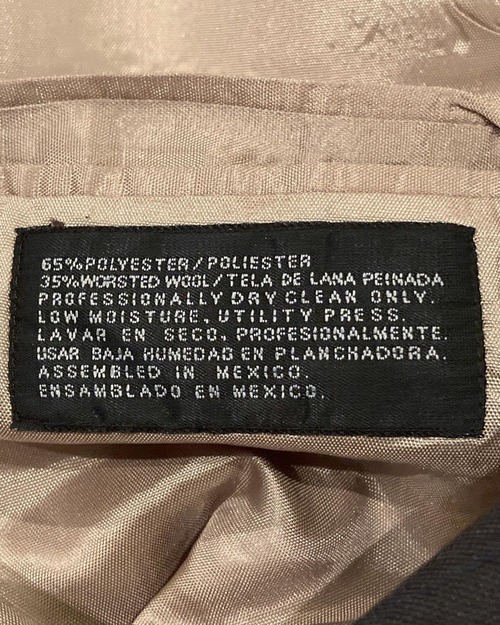 65%POLYESTER/POLIESTER
35%WORSTED WOOL/TELA DE LANA PEINADA
PROFESSIONALLY DRY CLEAN ONLY.
LOW MOISTURE, UTILITY PRESS.
LAVAR EN SECO, PROFESIONALMENTE.
USAR BAJA HUMEDAD EN PLANCHADORA.
ASSEMBLED IN MEXICO.
ENSAMBLADO EN MEXICO.